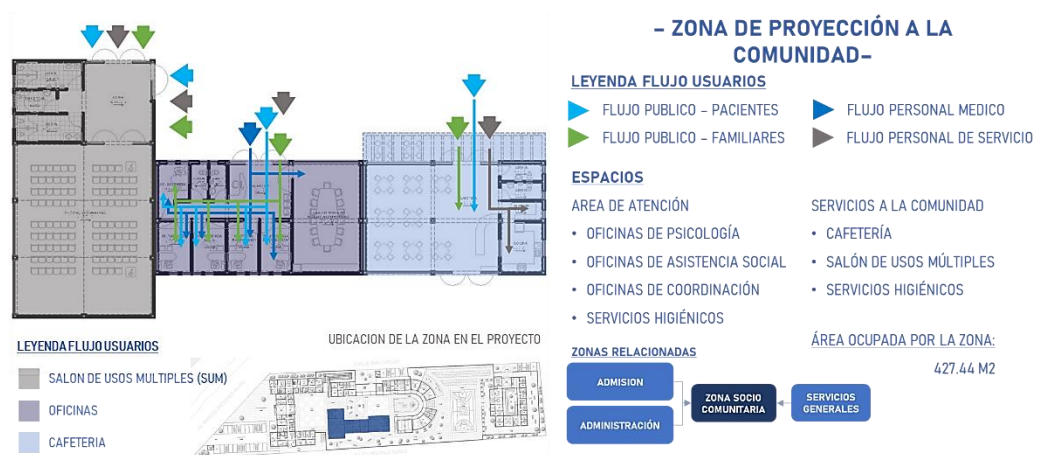 – ZONA DE PROYECCIÓN A LA
COMUNIDAD–
LEYENDA FLUJO USUARIOS
FLUJO PUBLICO – PACIENTES
FLUJO PERSONAL MEDICO
FLUJO PUBLICO – FAMILIARES
FLUJO PERSONAL DE SERVICIO
ESPACIOS
AREA DE ATENCIÓN
• OFICINAS DE PSICOLOGÍA
• OFICINAS DE ASISTENCIA SOCIAL
• OFICINAS DE COORDINACIÓN
• SERVICIOS HIGIÉNICOS
SERVICIOS A LA COMUNIDAD
• CAFETERÍA
• SALÓN DE USOS MÚLTIPLES
• SERVICIOS HIGIÉNICOS
ÁREA OCUPADA POR LA ZONA:
427.44 M2
ZONAS RELACIONADAS
ADMISION
ADMINISTRACIÓN
ZONA SOCIO
COMUNITARIA
SERVICIOS
GENERALES
UBICACION DE LA ZONA EN EL PROYECTO
LEYENDA FLUJO USUARIOS
SALON DE USOS MULTIPLES (SUM)
OFICINAS
CAFETERIA